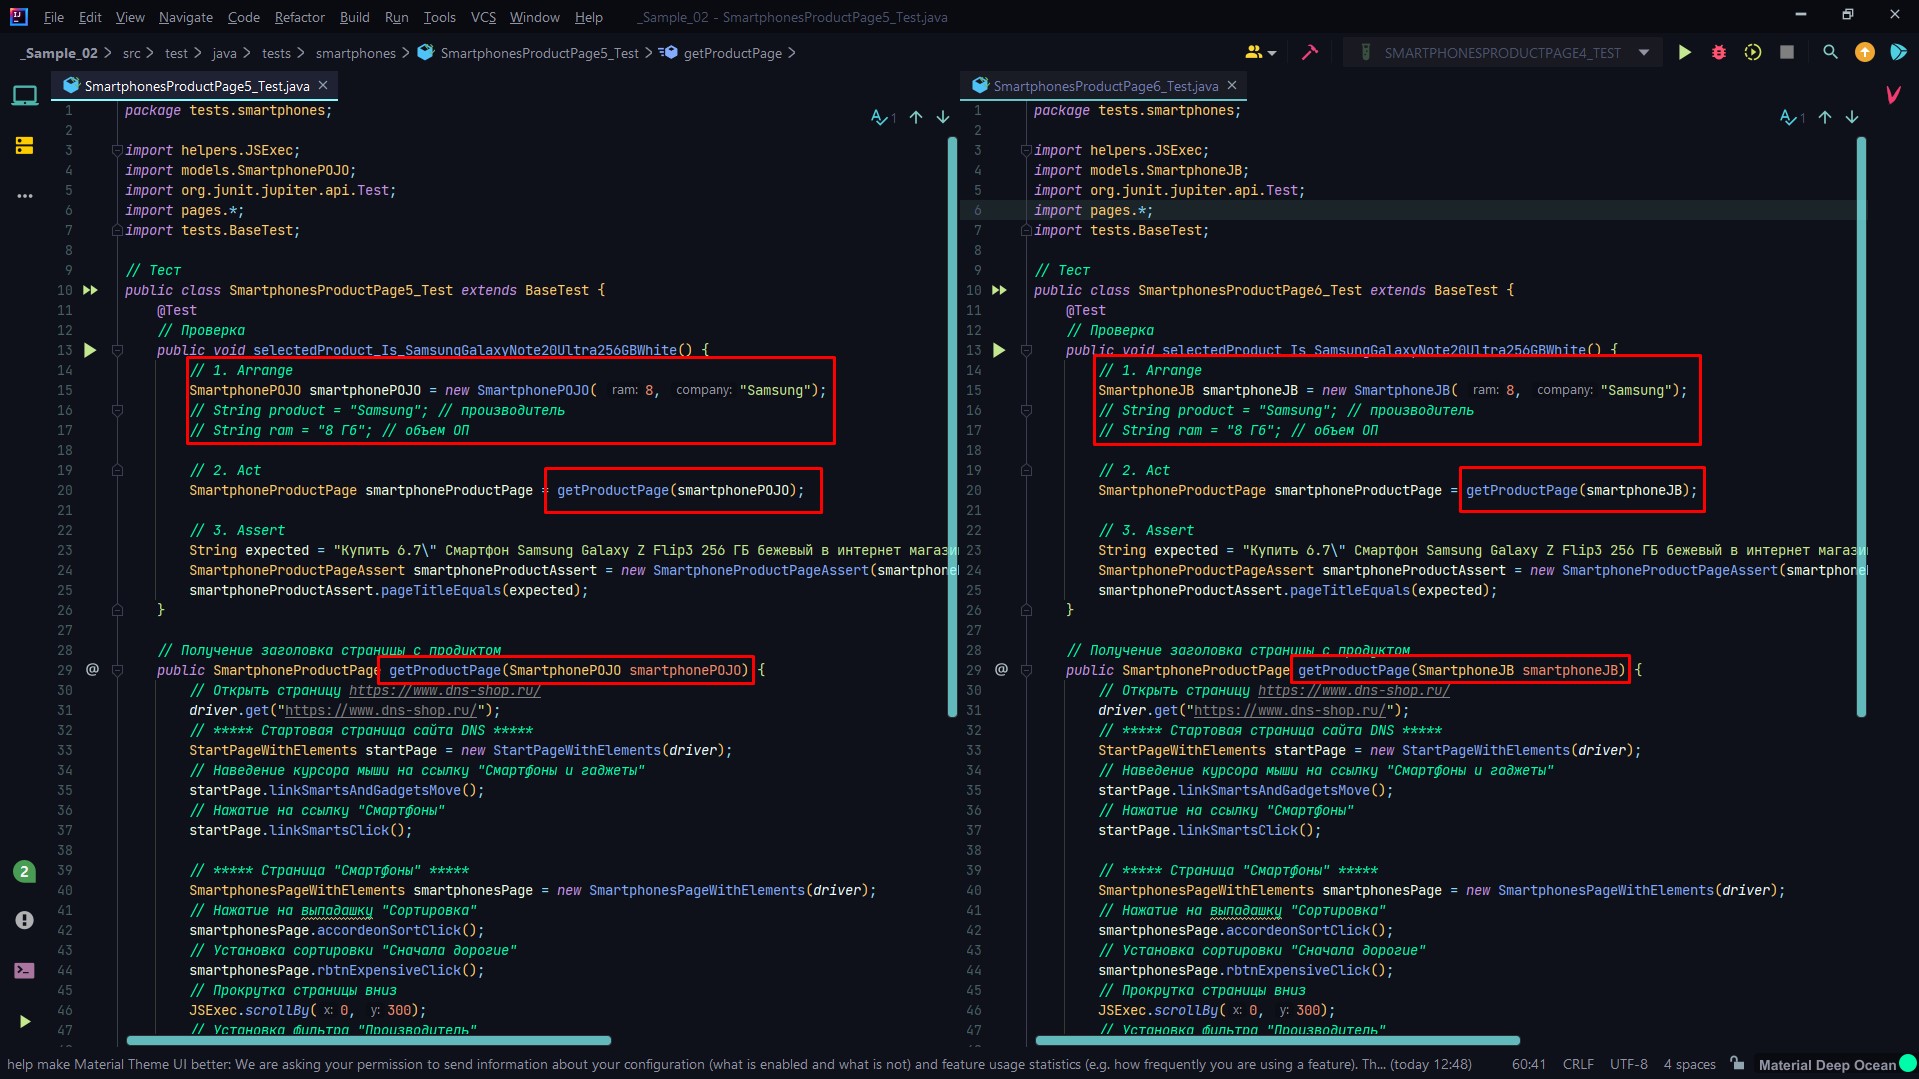 File Edit View Navigate Code Refactor Build Run Tools VCS Window Help _Sample_02 - SmartphonesProductPage5_Test.java
_Sample_02 src test java tests smartphones SmartphonesProductPage5_Test getProductPage SMARTPHONESPRODUCTPAGE4_TEST
SmartphonesProductPage5_Test.java
1 package tests.smartphones;
2
3 import helpers.JSExec;
4 import models.SmartphonePOJO;
5 import org.junit.jupiter.api.Test;
6 import pages.*;
7 import tests.BaseTest;
8
9 // Тест
10 public class SmartphonesProductPage5_Test extends BaseTest {
11 @Test
12 // Проверка
13 public void selectedProduct_Is_SamsungGalaxyNote20Ultra256GBWhite() {
14 // 1. Arrange
15 SmartphonePOJO smartphonePOJO = new SmartphonePOJO( ram: 8, company: "Samsung");
16 // String product = "Samsung"; // производитель
17 // String ram = "8 Гб"; // объем ОП
18
19 // 2. Act
20 SmartphoneProductPage smartphoneProductPage = getProductPage(smartphonePOJO);
21
22 // 3. Assert
23 String expected = "Купить 6.7\" Смартфон Samsung Galaxy Z Flip3 256 ГБ бежевый в интернет магази
24 SmartphoneProductPageAssert smartphoneProductAssert = new SmartphoneProductPageAssert(smartphone
25 smartphoneProductAssert.pageTitleEquals(expected);
26 }
27
28 // Получение заголовка страницы с продуктом
29 @ public SmartphoneProductPage getProductPage(SmartphonePOJO smartphonePOJO) {
30 // Открыть страницу https://www.dns-shop.ru/
31 driver.get("https://www.dns-shop.ru/");
32 // ***** Стартовая страница сайта DNS *****
33 StartPageWithElements startPage = new StartPageWithElements(driver);
34 // Наведение курсора мыши на ссылку "Смартфоны и гаджеты"
35 startPage.linkSmartsAndGadgetsMove();
36 // Нажатие на ссылку "Смартфоны"
37 startPage.linkSmartsClick();
38
39 // ***** Страница "Смартфоны" *****
40 SmartphonesPageWithElements smartphonesPage = new SmartphonesPageWithElements(driver);
41 // Нажатие на выпадашку "Сортировка"
42 smartphonesPage.accordeonSortClick();
43 // Установка сортировки "Сначала дорогие"
44 smartphonesPage.rbtnExpensiveClick();
45 // Прокрутка страницы вниз
46 JSExec.scrollBy( x: 0, y: 300);
47 // Установка фильтра "Производитель"
1
SmartphonesProductPage6_Test.java
1 package tests.smartphones;
2
3 import helpers.JSExec;
4 import models.SmartphoneJB;
5 import org.junit.jupiter.api.Test;
6 import pages.*;
7 import tests.BaseTest;
8
9 // Тест
10 public class SmartphonesProductPage6_Test extends BaseTest {
11 @Test
12 // Проверка
13 public void selectedProduct_Is_SamsungGalaxyNote20Ultra256GBWhite() {
14 // 1. Arrange
15 SmartphoneJB smartphoneJB = new SmartphoneJB( ram: 8, company: "Samsung");
16 // String product = "Samsung"; // производитель
17 // String ram = "8 Гб"; // объем ОП
18
19 // 2. Act
20 SmartphoneProductPage smartphoneProductPage = getProductPage(smartphoneJB);
21
22 // 3. Assert
23 String expected = "Купить 6.7\" Смартфон Samsung Galaxy Z Flip3 256 ГБ бежевый в интернет магази
24 SmartphoneProductPageAssert smartphoneProductAssert = new SmartphoneProductPageAssert(smartphone
25 smartphoneProductAssert.pageTitleEquals(expected);
26 }
27
28 // Получение заголовка страницы с продуктом
29 @ public SmartphoneProductPage getProductPage(SmartphoneJB smartphoneJB) {
30 // Открыть страницу https://www.dns-shop.ru/
31 driver.get("https://www.dns-shop.ru/");
32 // ***** Стартовая страница сайта DNS *****
33 StartPageWithElements startPage = new StartPageWithElements(driver);
34 // Наведение курсора мыши на ссылку "Смартфоны и гаджеты"
35 startPage.linkSmartsAndGadgetsMove();
36 // Нажатие на ссылку "Смартфоны"
37 startPage.linkSmartsClick();
38
39 // ***** Страница "Смартфоны" *****
40 SmartphonesPageWithElements smartphonesPage = new SmartphonesPageWithElements(driver);
41 // Нажатие на выпадашку "Сортировка"
42 smartphonesPage.accordeonSortClick();
43 // Установка сортировки "Сначала дорогие"
44 smartphonesPage.rbtnExpensiveClick();
45 // Прокрутка страницы вниз
46 JSExec.scrollBy( x: 0, y: 300);
47 // Установка фильтра "Производитель"
1
2
help make Material Theme UI better: We are asking your permission to send information about your configuration (what is enabled and what is not) and feature usage statistics (e.g. how frequently you are using a feature). Th... (today 12:48) 60:41 CRLF UTF-8 4 spaces Material Deep Ocean